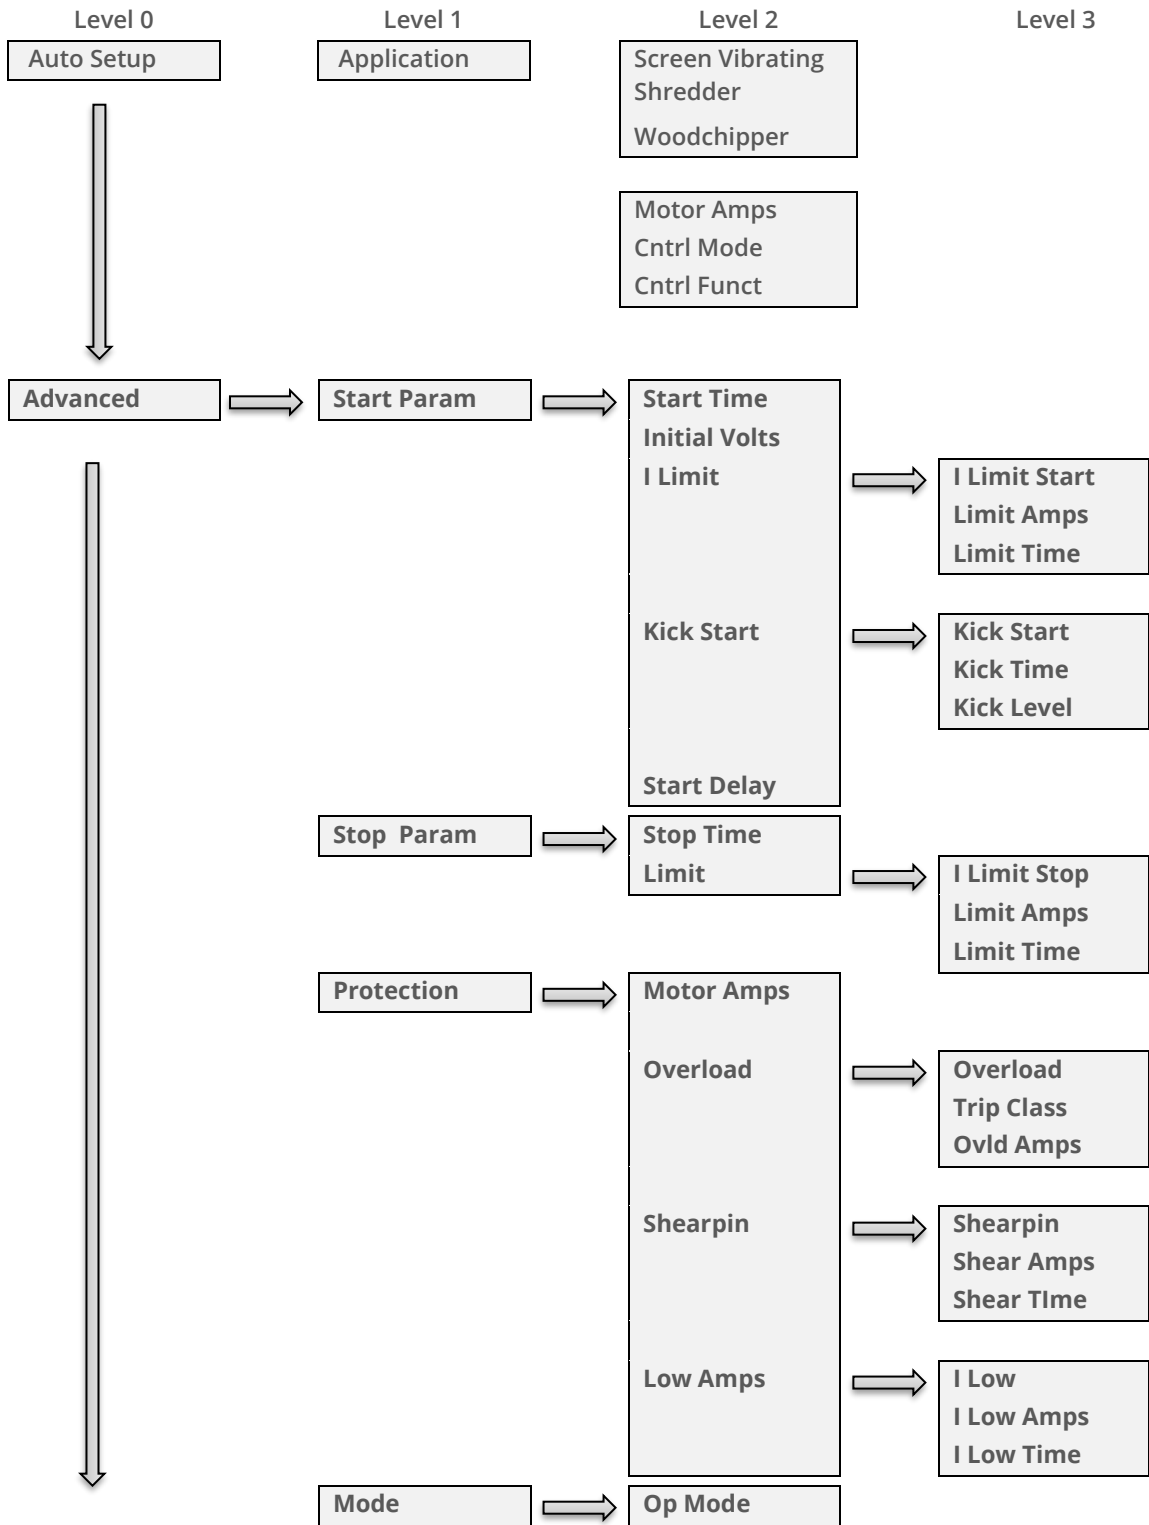 Level 0 Level 1 Level 2 Level 3
Auto Setup Application Screen Vibrating
Shredder
Woodchipper
Motor Amps
Cntrl Mode
Cntrl Funct
Advanced Start Param Start Time
Initial Volts
I Limit I Limit Start
Limit Amps
Limit Time
Kick Start Kick Start
Kick Time
Kick Level
Start Delay
Stop Param Stop Time
Limit I Limit Stop
Limit Amps
Limit Time
Protection Motor Amps
Overload Overload
Trip Class
Ovld Amps
Shearpin Shearpin
Shear Amps
Shear TIme
Low Amps I Low
I Low Amps
I Low Time
Mode Op Mode